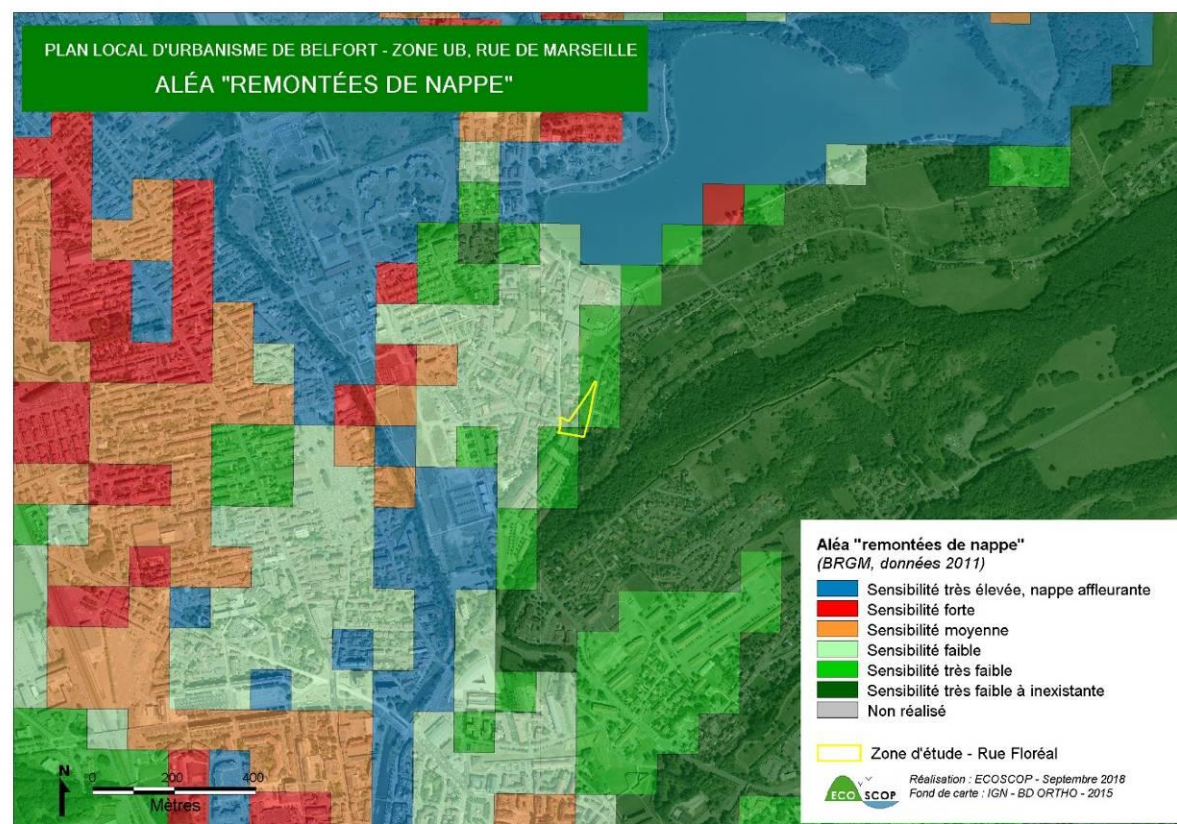 PLAN LOCAL D'URBANISME DE BELFORT - ZONE UB, RUE DE MARSEILLE
ALÉA "REMONTÉES DE NAPPE"
Aléa "remontées de nappe"
(BRGM, données 2011)
Sensibilité très élevée, nappe affleurante
Sensibilité forte
Sensibilité moyenne
Sensibilité faible
Sensibilité très faible
Sensibilité très faible à inexistante
Non réalisé
Zone d'étude - Rue Floréal
Réalisation : ECOSCOP - Septembre 2018
Fond de carte : IGN - BD ORTHO - 2015
ECO SCOP
N
0 200 400
Mètres